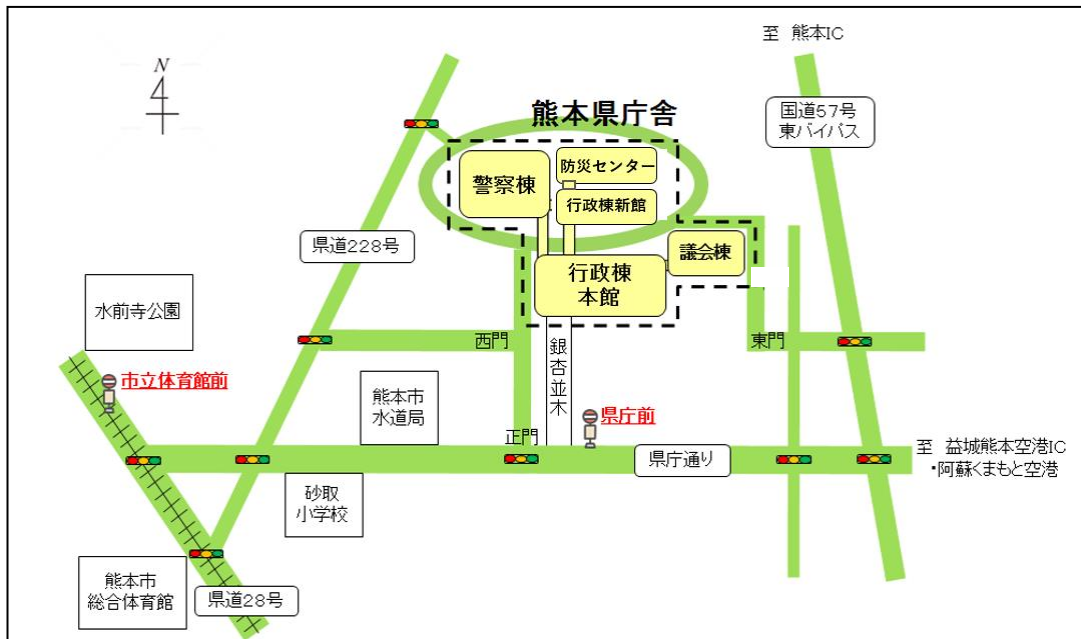 至　熊本IC
N
熊本県庁舎
国道57号
東バイパス
防災センター
警察棟
行政棟新館
県道228号
議会棟
行政棟
本館
水前寺公園
西門
銀杏並木
東門
市立体育館前
熊本市
水道局
県庁前
正門
県庁通り
至　益城熊本空港IC
・阿蘇くまもと空港
砂取
小学校
熊本市
総合体育館
県道28号